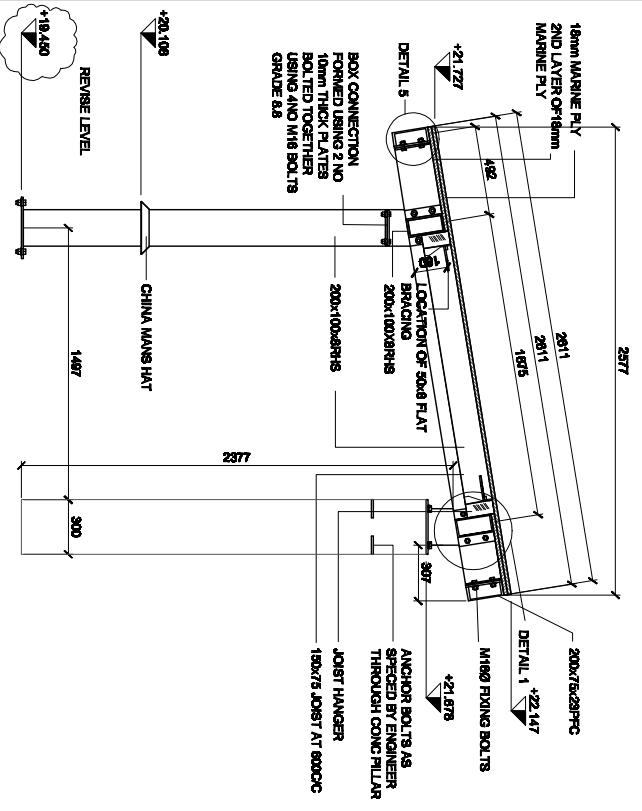 18mm MARINE PLY
2ND LAYER OF18mm
MARINE PLY
+21.727
DETAIL 5
BOX CONNECTION
FORMED USING 2 NO
10mm THICK PLATES
BOLTED TOGETHER
USING 4NO M16 BOLTS
GRADE 8.8
+20.108
REVISE LEVEL
+19.450
2577
2611
2611
1675
492
LOCATION OF 50x8 FLAT
BRACING
200x100X8RHS
200x100x8RHS
CHINA MANS HAT
1497
2377
300
307
200x75x23PFC
+22.147
DETAIL 1
M16Ø FIXING BOLTS
+21.678
ANCHOR BOLTS AS
SPECED BY ENGINEER
THROUGH CONC PILLAR
JOIST HANGER
150x75 JOIST AT 600C/C